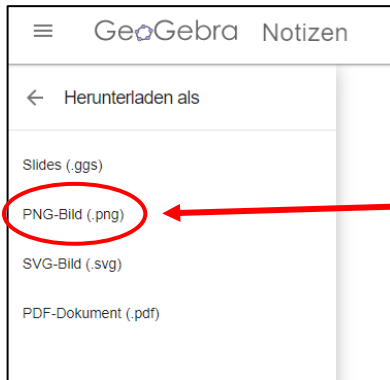 GeoGebra Notizen
Herunterladen als
Slides (.ggs)
PNG-Bild (.png)
SVG-Bild (.svg)
PDF-Dokument (.pdf)